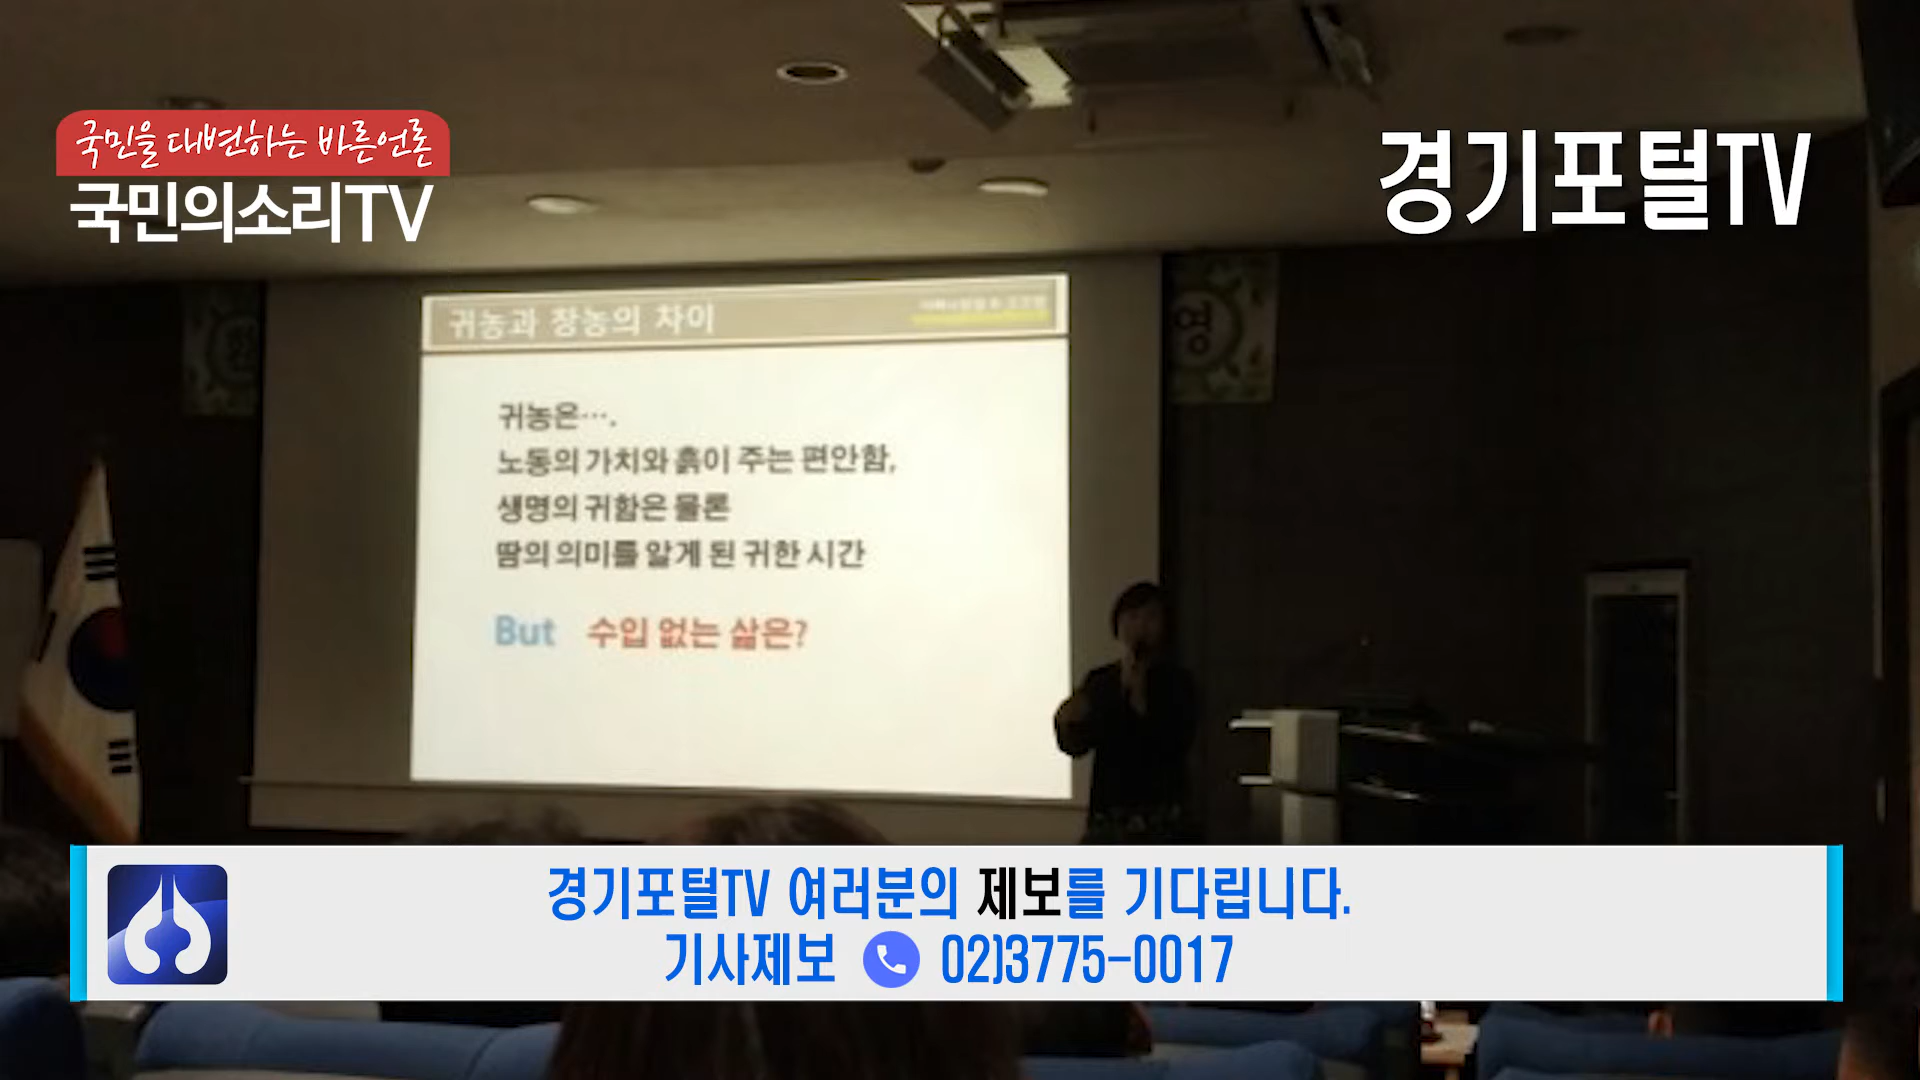 국민을 대변하는 바른언론
국민의소리TV
경기포털TV
귀농과 창농의 차이
영
귀농은….
노동의 가치와 흙이 주는 편안함,
생명의 귀함은 물론
땀의 의미를 알게 된 귀한 시간
But 수입 없는 삶은?
경기포털TV 여러분의 제보를 기다립니다.
기사제보 02)3775-0017